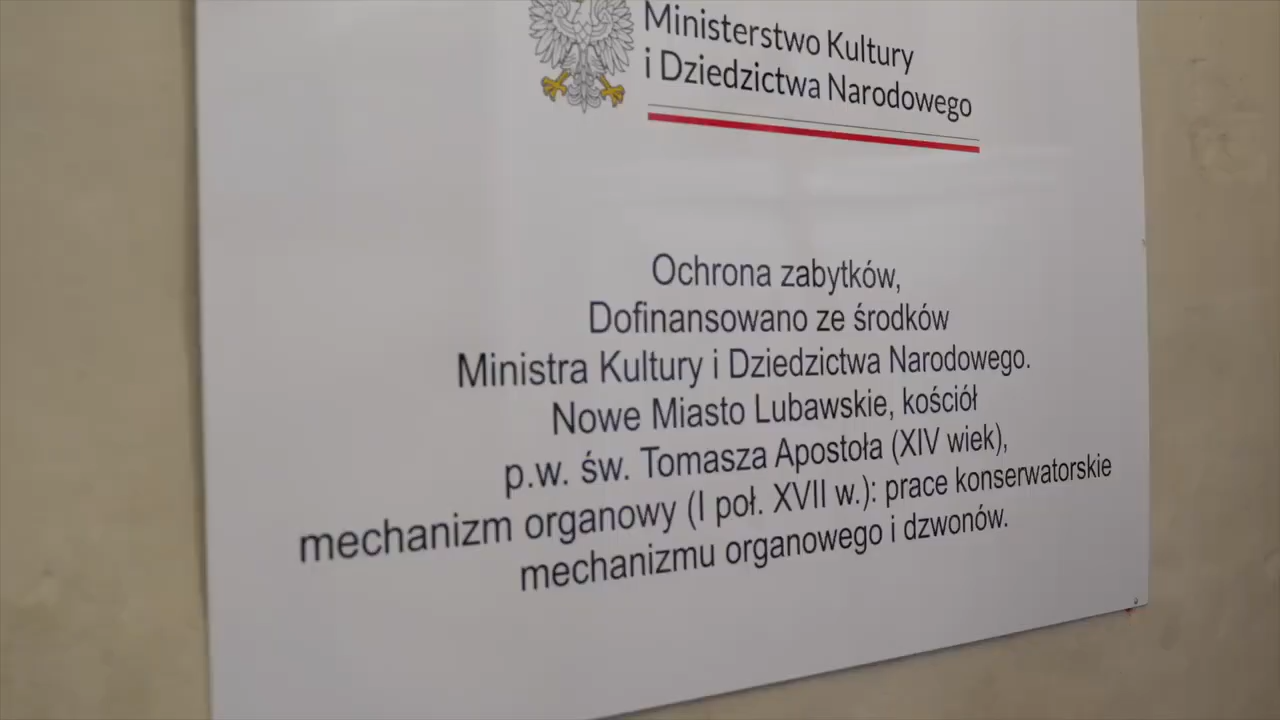 Ministerstwo Kultury
i Dziedzictwa Narodowego
Ochrona zabytków,
Dofinansowano ze środków
Ministra Kultury i Dziedzictwa Narodowego.
Nowe Miasto Lubawskie, kościół
p.w. św. Tomasza Apostoła (XIV wiek),
mechanizm organowy (I poł. XVII w.): prace konserwatorskie
mechanizmu organowego i dzwonów.